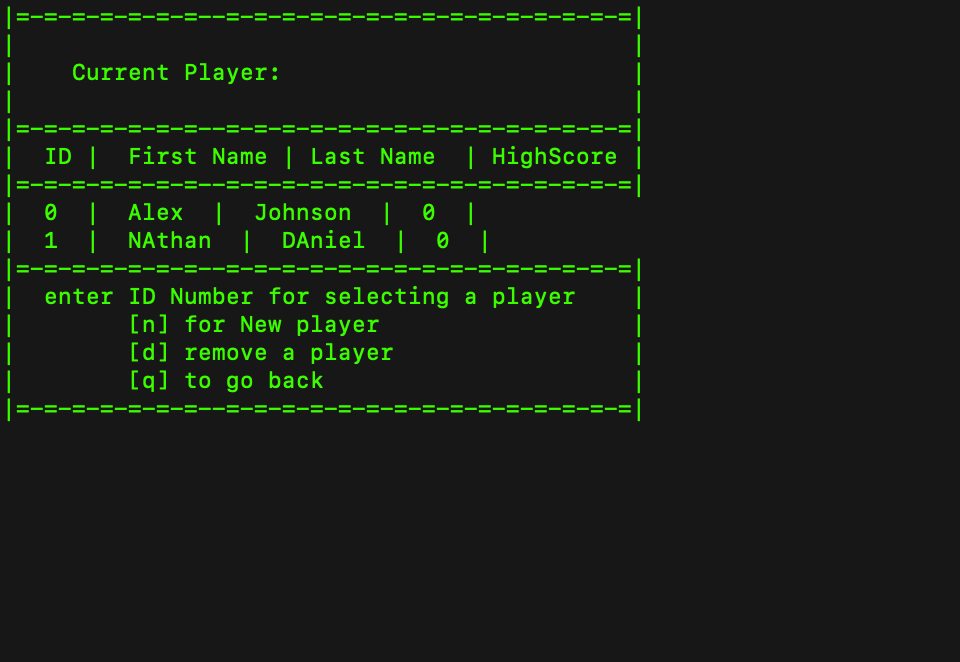 |=-=-=-=-=-=-=--=-=-=-=-=-=-=-=-=-=-=-=-=-=-=|
|                                            |
|    Current Player:                         |
|                                            |
|=-=-=-=-=-=-=--=-=-=-=-=-=-=-=-=-=-=-=-=-=-=|
|  ID |  First Name | Last Name  | HighScore |
|=-=-=-=-=-=-=--=-=-=-=-=-=-=-=-=-=-=-=-=-=-=|
|  0  |  Alex  |  Johnson  |  0  |
|  1  |  NAthan  |  DAniel  |  0  |
|=-=-=-=-=-=-=--=-=-=-=-=-=-=-=-=-=-=-=-=-=-=|
|  enter ID Number for selecting a player    |
|        [n] for New player                  |
|        [d] remove a player                 |
|        [q] to go back                      |
|=-=-=-=-=-=-=--=-=-=-=-=-=-=-=-=-=-=-=-=-=-=|